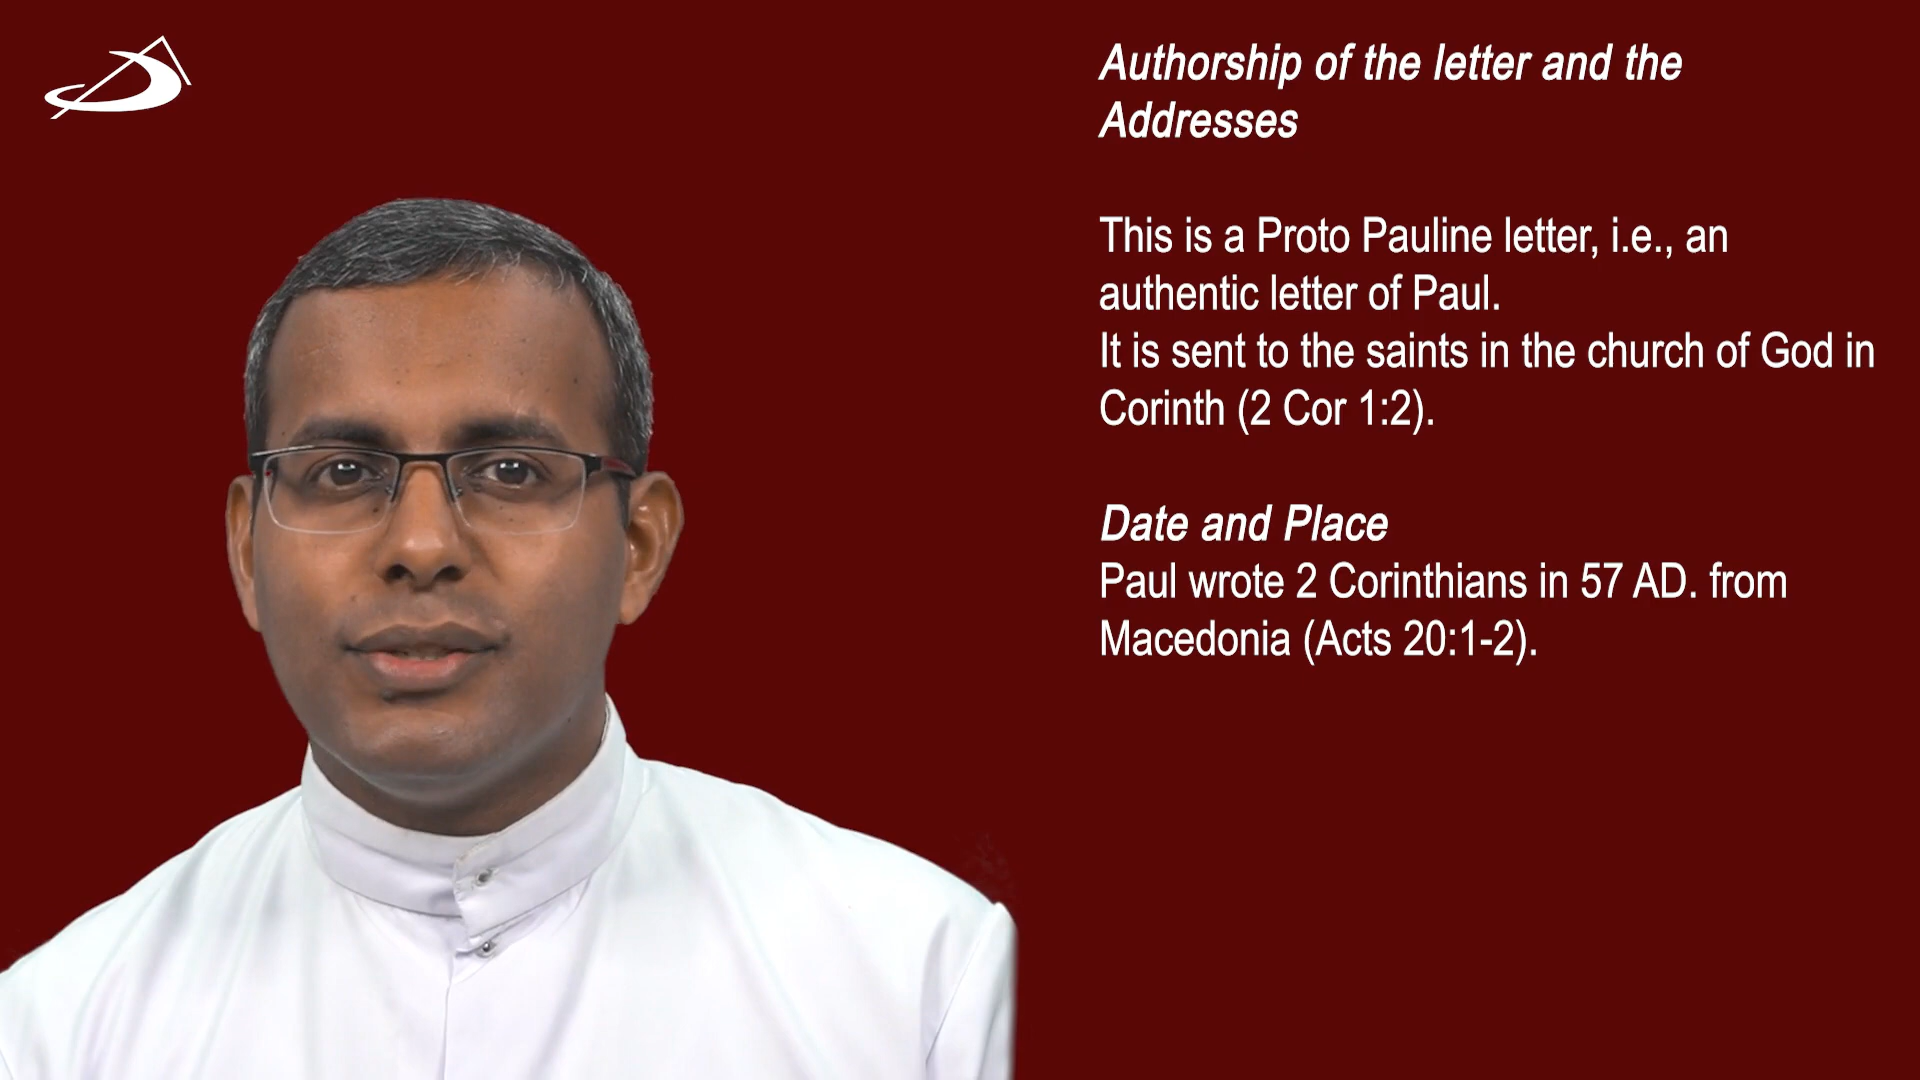 Authorship of the letter and the
Addresses
This is a Proto Pauline letter, i.e., an
authentic letter of Paul.
It is sent to the saints in the church of God in
Corinth (2 Cor 1:2).
Date and Place
Paul wrote 2 Corinthians in 57 AD. from
Macedonia (Acts 20:1-2).